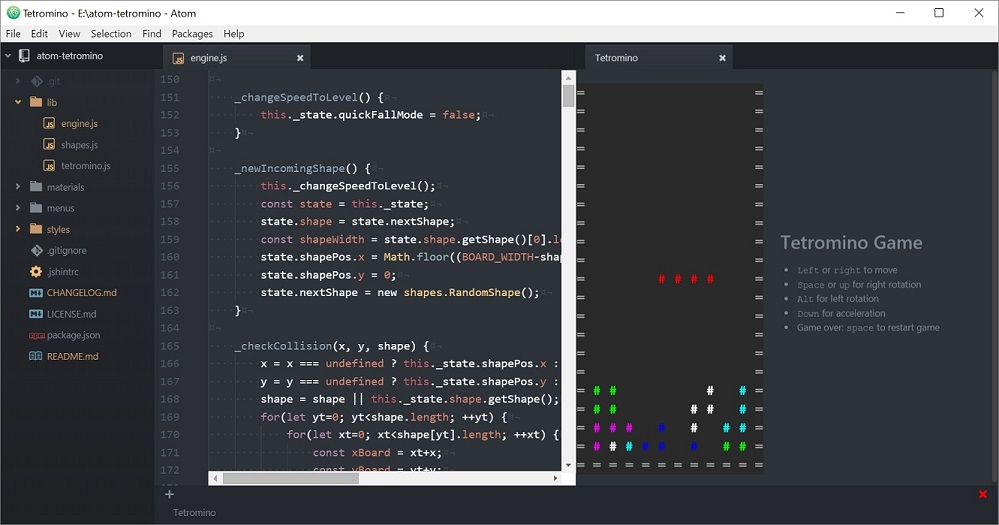 Tetromino - E:\atom-tetromino - Atom
File Edit View Selection Find Packages Help
atom-tetromino
.git
lib
engine.js
shapes.js
tetromino.js
materials
menus
styles
.gitignore
.jshintrc
CHANGELOG.md
LICENSE.md
package.json
README.md
engine.js
150
151 _changeSpeedToLevel() {
152 this._state.quickFallMode = false;
153 }
154
155 _newIncomingShape() {
156 this._changeSpeedToLevel();
157 const state = this._state;
158 state.shape = state.nextShape;
159 const shapeWidth = state.shape.getShape()[0].l
160 state.shapePos.x = Math.floor((BOARD_WIDTH-shap
161 state.shapePos.y = 0;
162 state.nextShape = new shapes.RandomShape();
163 }
164
165 _checkCollision(x, y, shape) {
166 x = x === undefined ? this._state.shapePos.x :
167 y = y === undefined ? this._state.shapePos.y :
168 shape = shape || this._state.shape.getShape();
169 for(let yt=0; yt<shape.length; ++yt) {
170 for(let xt=0; xt<shape[yt].length; ++xt) {
171 const xBoard = xt+x;
172 const yBoard = yt+y;
Tetromino
= =
= =
= =
= =
= =
= =
= =
= =
= =
= =
= # # # # =
= =
= =
= =
= =
= =
= # # # # =
= # # # # # =
= # # # # # # # =
= # # # # # # # # =
= = = = = = = = = = = =
Tetromino Game
Left or right to move
Space or up for right rotation
Alt for left rotation
Down for acceleration
Game over: space to restart game
+
Tetromino